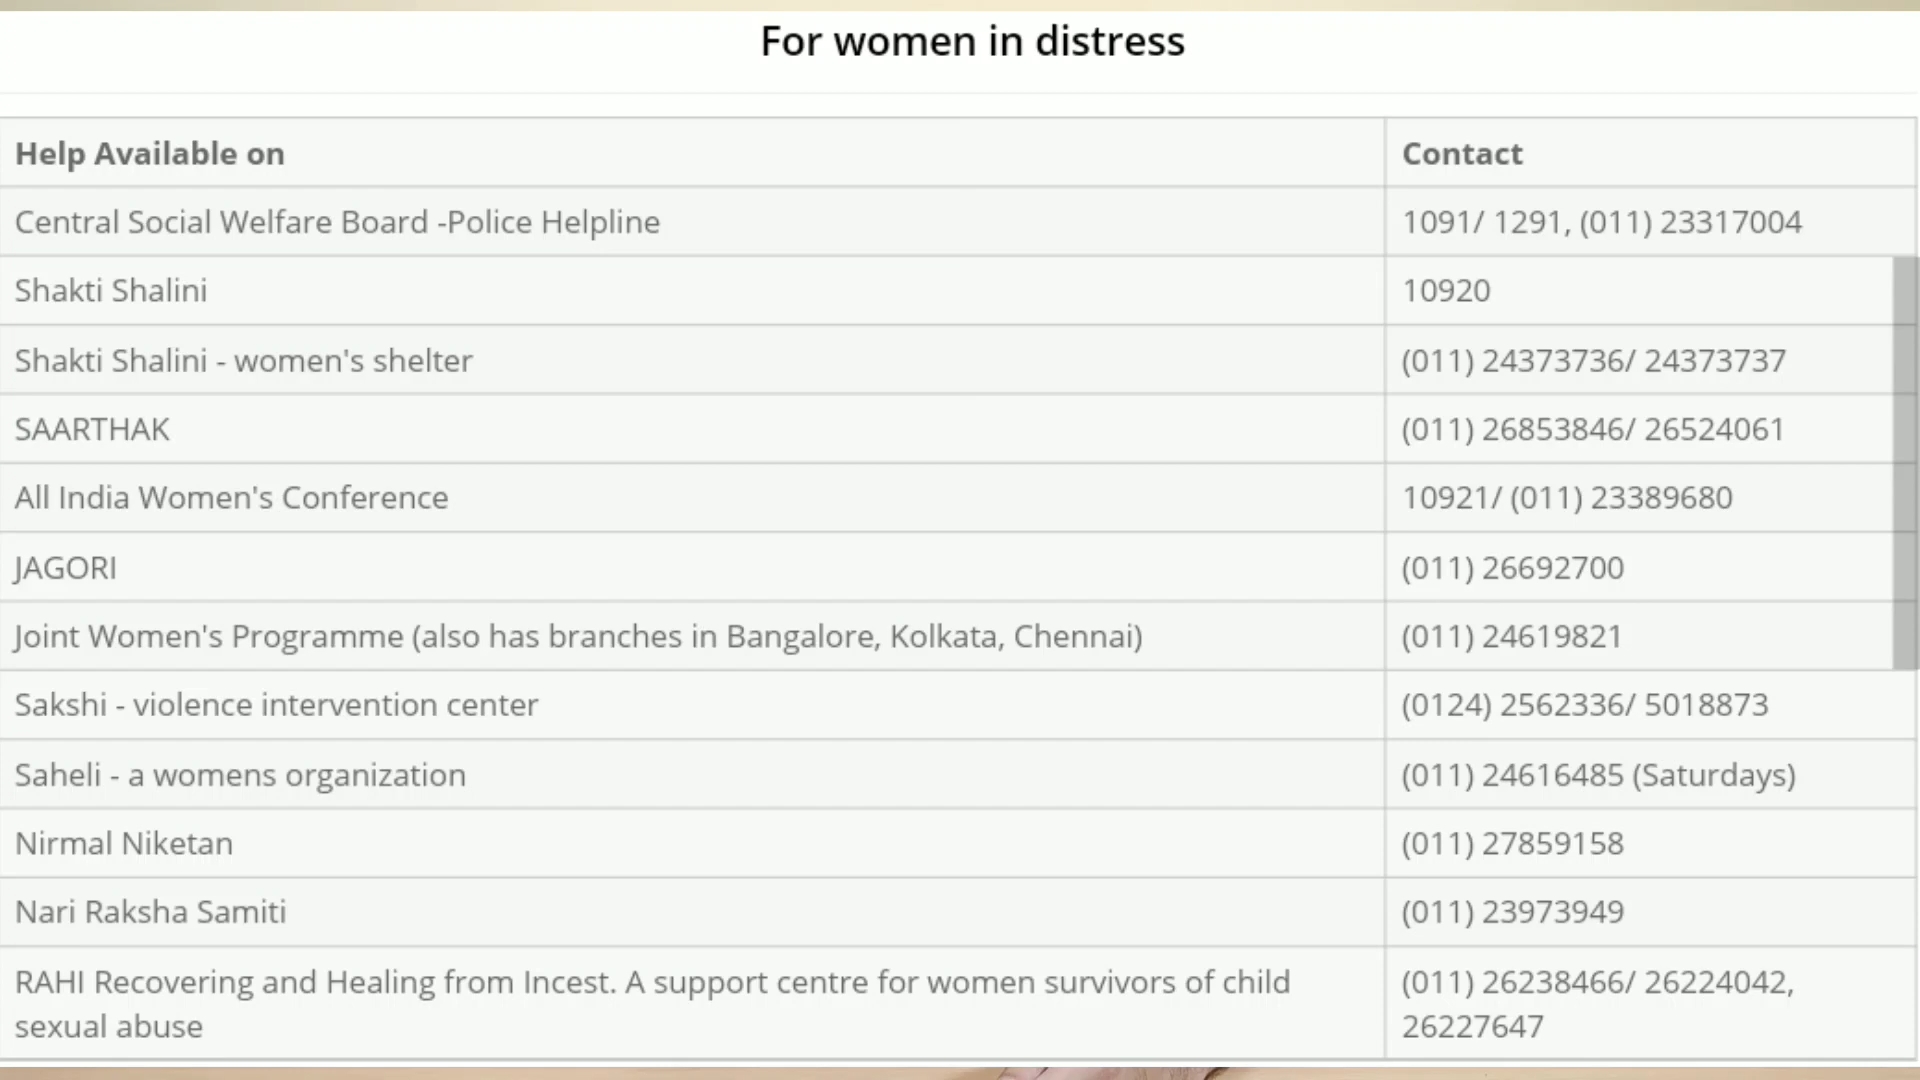 For women in distress
Help Available on Contact
Central Social Welfare Board -Police Helpline 1091/ 1291, (011) 23317004
Shakti Shalini 10920
Shakti Shalini - women's shelter (011) 24373736/ 24373737
SAARTHAK (011) 26853846/ 26524061
All India Women's Conference 10921/ (011) 23389680
JAGORI (011) 26692700
Joint Women's Programme (also has branches in Bangalore, Kolkata, Chennai) (011) 24619821
Sakshi - violence intervention center (0124) 2562336/ 5018873
Saheli - a womens organization (011) 24616485 (Saturdays)
Nirmal Niketan (011) 27859158
Nari Raksha Samiti (011) 23973949
RAHI Recovering and Healing from Incest. A support centre for women survivors of child (011) 26238466/ 26224042,
sexual abuse 26227647